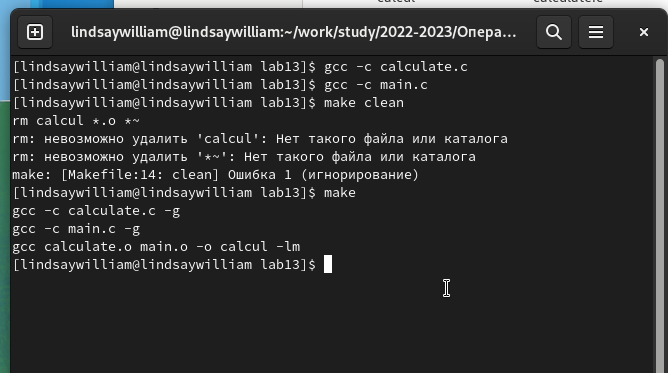 lindsaywilliam@lindsaywilliam:~/work/study/2022-2023/Опера...
[lindsaywilliam@lindsaywilliam lab13]$ gcc -c calculate.c
[lindsaywilliam@lindsaywilliam lab13]$ gcc -c main.c
[lindsaywilliam@lindsaywilliam lab13]$ make clean
rm calcul *.o *~
rm: невозможно удалить 'calcul': Нет такого файла или каталога
rm: невозможно удалить '*~': Нет такого файла или каталога
make: [Makefile:14: clean] Ошибка 1 (игнорирование)
[lindsaywilliam@lindsaywilliam lab13]$ make
gcc -c calculate.c -g
gcc -c main.c -g
gcc calculate.o main.o -o calcul -lm
[lindsaywilliam@lindsaywilliam lab13]$